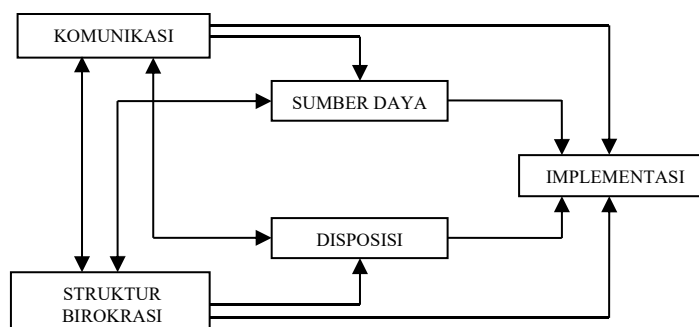 KOMUNIKASI
SUMBER DAYA
IMPLEMENTASI
DISPOSISI
STRUKTUR
BIROKRASI